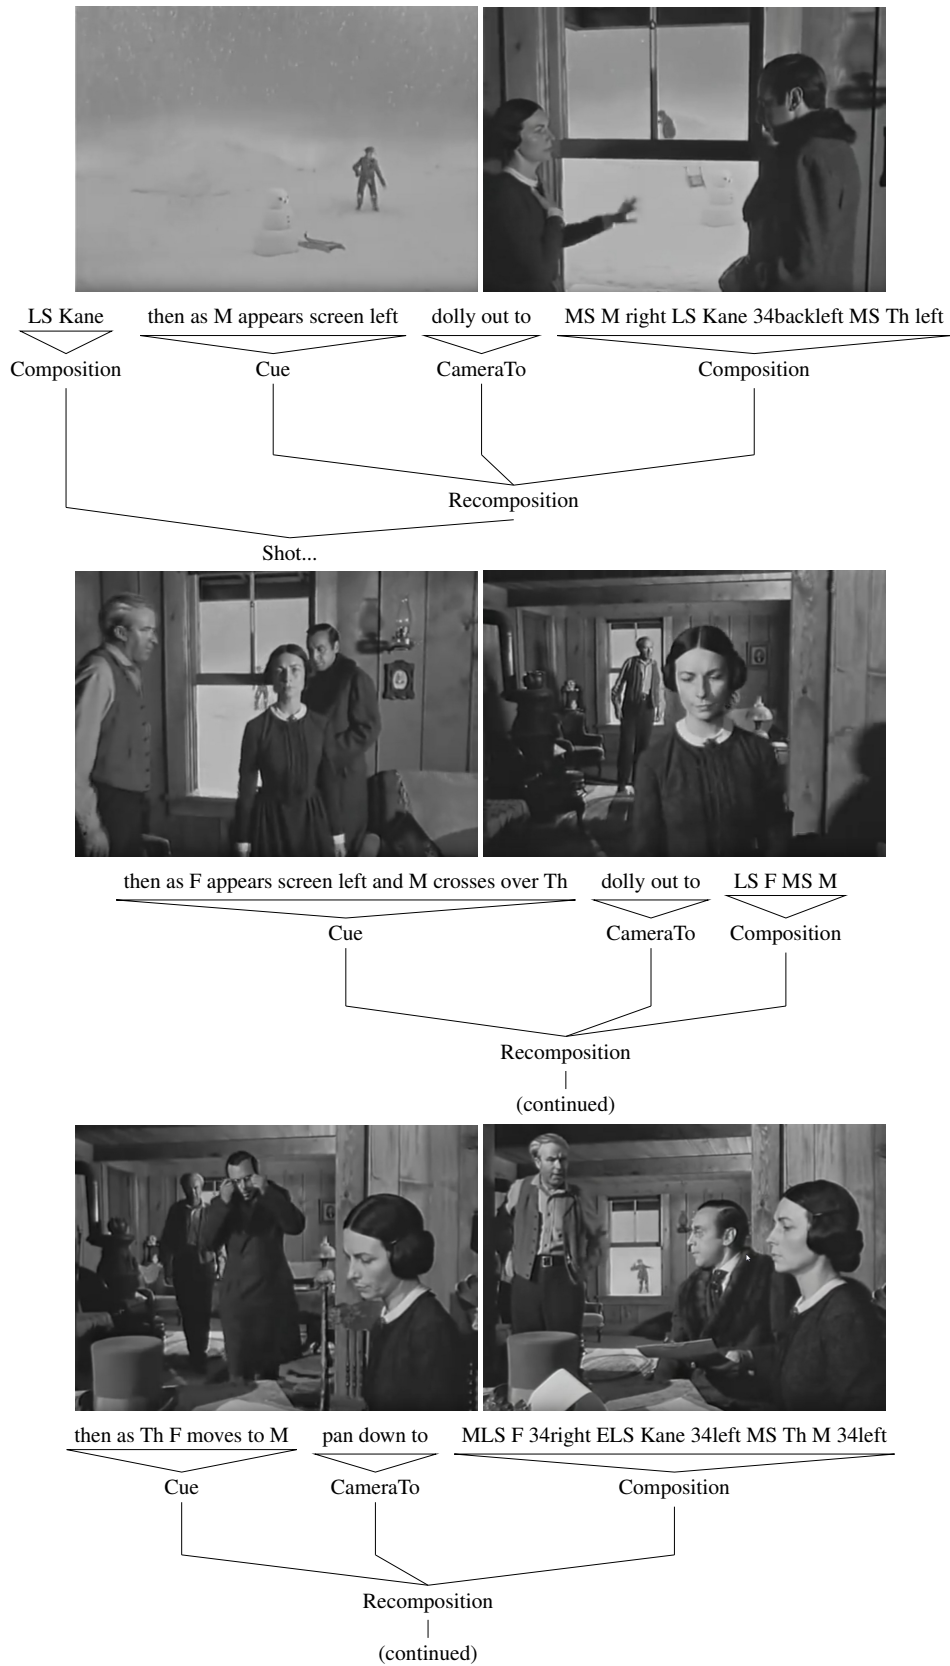 LS Kane then as M appears screen left dolly out to MS M right LS Kane 34backleft MS Th left
Composition Cue CameraTo Composition
Recomposition
Shot...
then as F appears screen left and M crosses over Th dolly out to LS F MS M
Cue CameraTo Composition
Recomposition
(continued)
then as Th F moves to M pan down to MLS F 34right ELS Kane 34left MS Th M 34left
Cue CameraTo Composition
Recomposition
(continued)